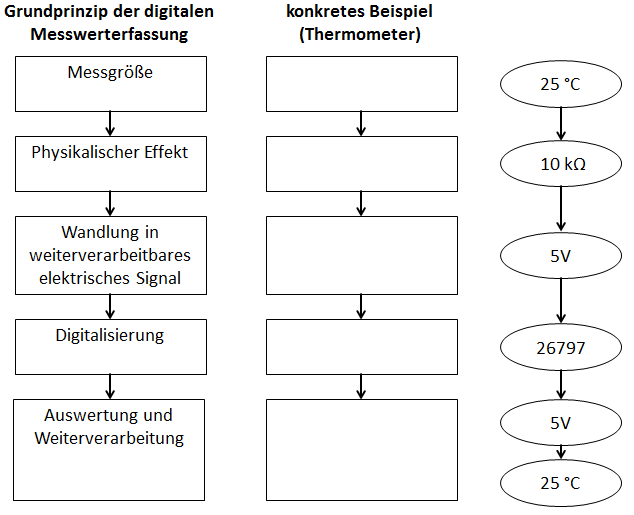 Grundprinzip der digitalen
Messwerterfassung
konkretes Beispiel
(Thermometer)
Messgröße
25 °C
Physikalischer Effekt
10 kΩ
Wandlung in
weiterverarbeitbares
elektrisches Signal
5V
Digitalisierung
26797
Auswertung und
Weiterverarbeitung
5V
25 °C